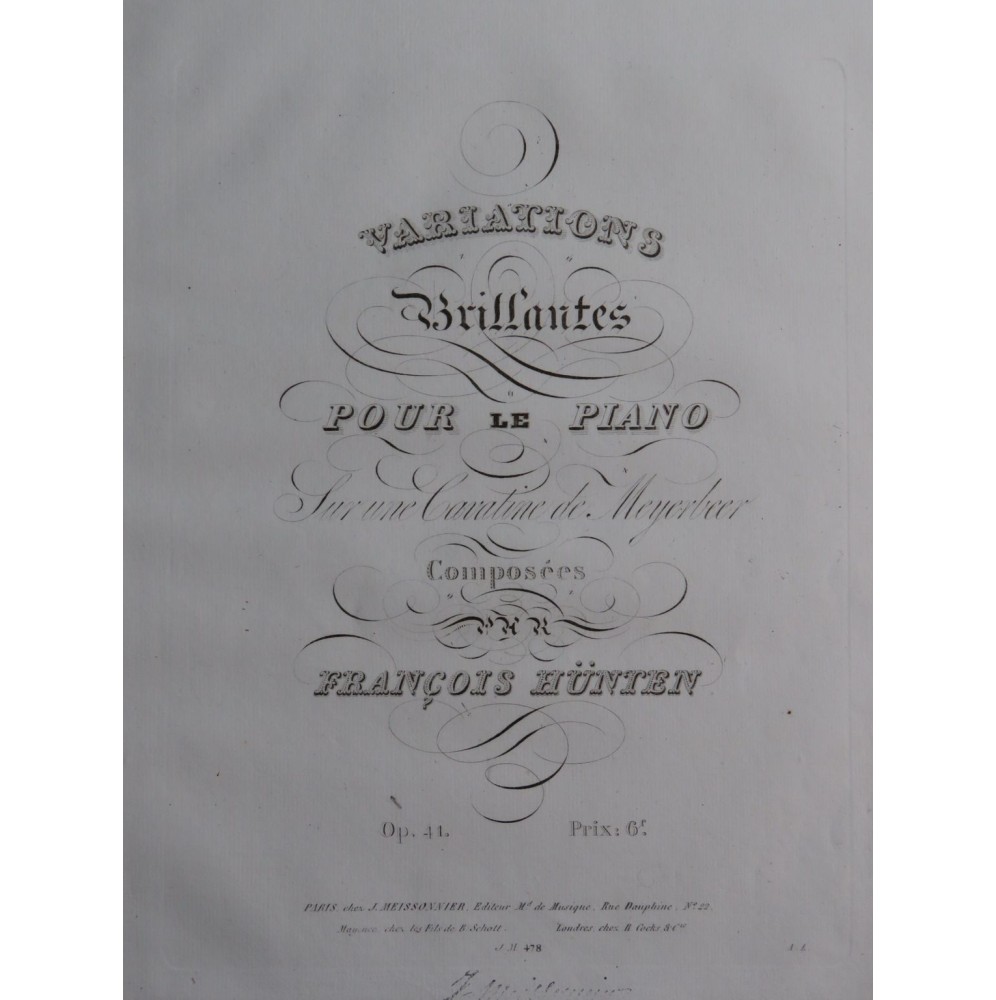 VARIATIONS
Brillantes
POUR LE PIANO
Sur une Cavatine de Meyerbeer
Composées
PAR
FRANÇOIS HÜNTEN
Op. 41. Prix: 6f.
PARIS, chez J. MEISSONNIER, Editeur Md. de Musique, Rue Dauphine, No. 22.
Mayence, chez les Fils de B. Schott. Londres, chez R. Cocks & Cie.
J. M. 478 A. L.
J. Meissonnier